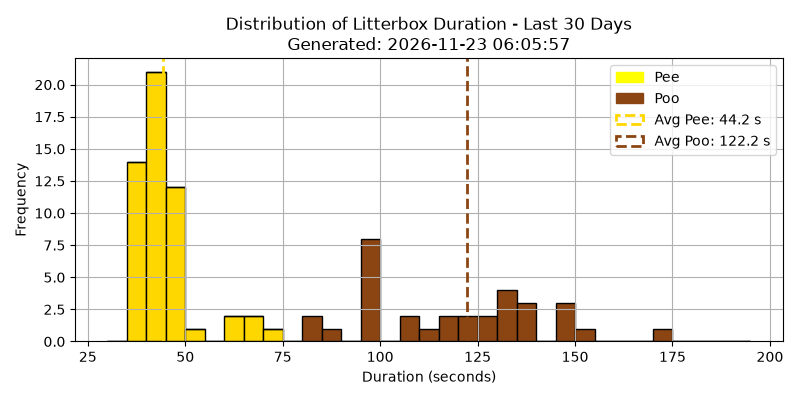 Distribution of Litterbox Duration - Last 30 Days
Generated: 2026-11-23 06:05:57
Pee
Poo
Avg Pee: 44.2 s
Avg Poo: 122.2 s
Frequency
20.0
17.5
15.0
12.5
10.0
7.5
5.0
2.5
0.0
25 50 75 100 125 150 175 200
Duration (seconds)